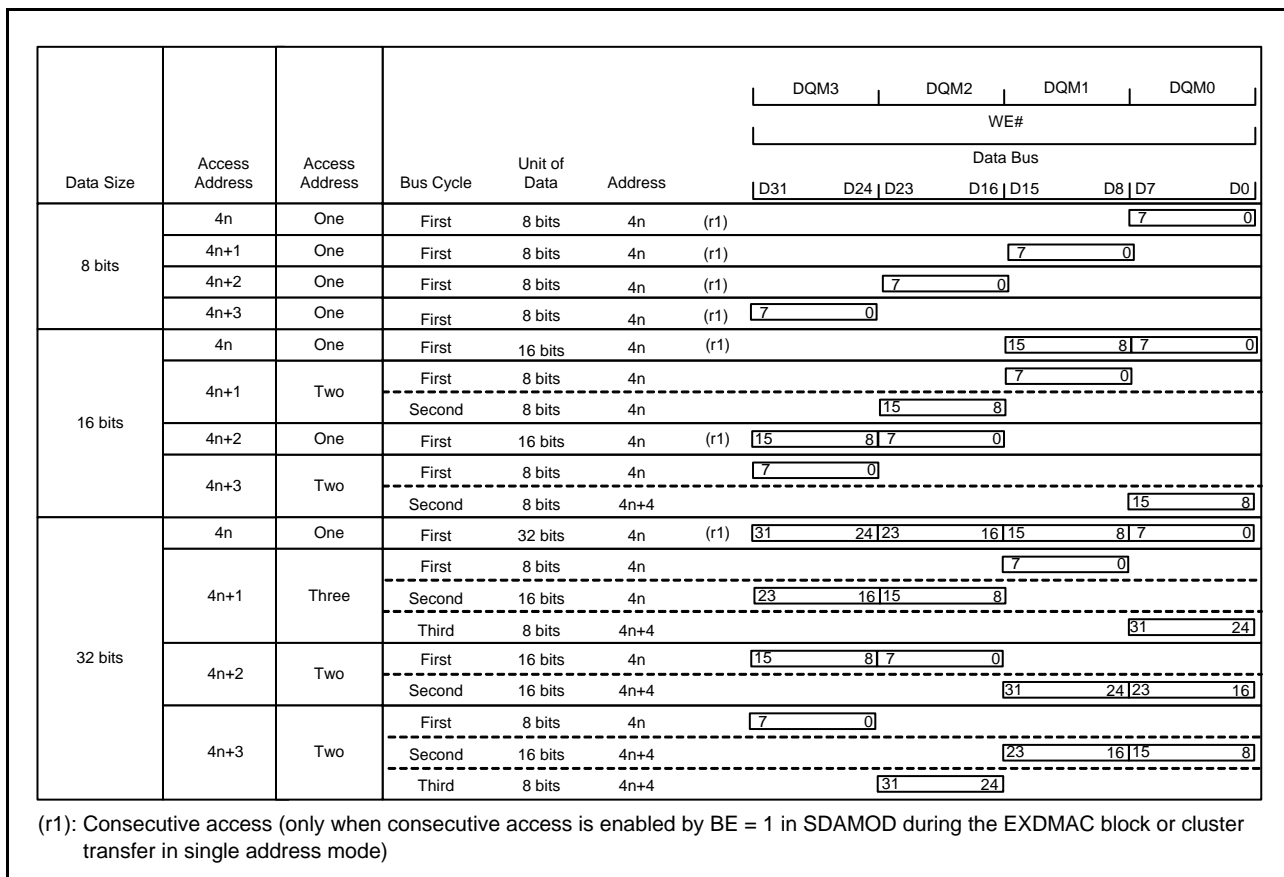 DQM3 DQM2 DQM1 DQM0
WE#
Data Bus
Data Size Access Address Access Address Bus Cycle Unit of Data Address D31 D24 D23 D16 D15 D8 D7 D0
8 bits
4n One First 8 bits 4n (r1) 7 0
4n+1 One First 8 bits 4n (r1) 7 0
4n+2 One First 8 bits 4n (r1) 7 0
4n+3 One First 8 bits 4n (r1) 7 0
16 bits
4n One First 16 bits 4n (r1) 15 8 7 0
4n+1 Two First 8 bits 4n 7 0
Second 8 bits 4n 15 8
4n+2 One First 16 bits 4n (r1) 15 8 7 0
4n+3 Two First 8 bits 4n 7 0
Second 8 bits 4n+4 15 8
32 bits
4n One First 32 bits 4n (r1) 31 24 23 16 15 8 7 0
4n+1 Three First 8 bits 4n 7 0
Second 16 bits 4n 23 16 15 8
Third 8 bits 4n+4 31 24
4n+2 Two First 16 bits 4n 15 8 7 0
Second 16 bits 4n+4 31 24 23 16
4n+3 Two First 8 bits 4n 7 0
Second 16 bits 4n+4 23 16 15 8
Third 8 bits 4n+4 31 24
(r1): Consecutive access (only when consecutive access is enabled by BE = 1 in SDAMOD during the EXDMAC block or cluster
transfer in single address mode)